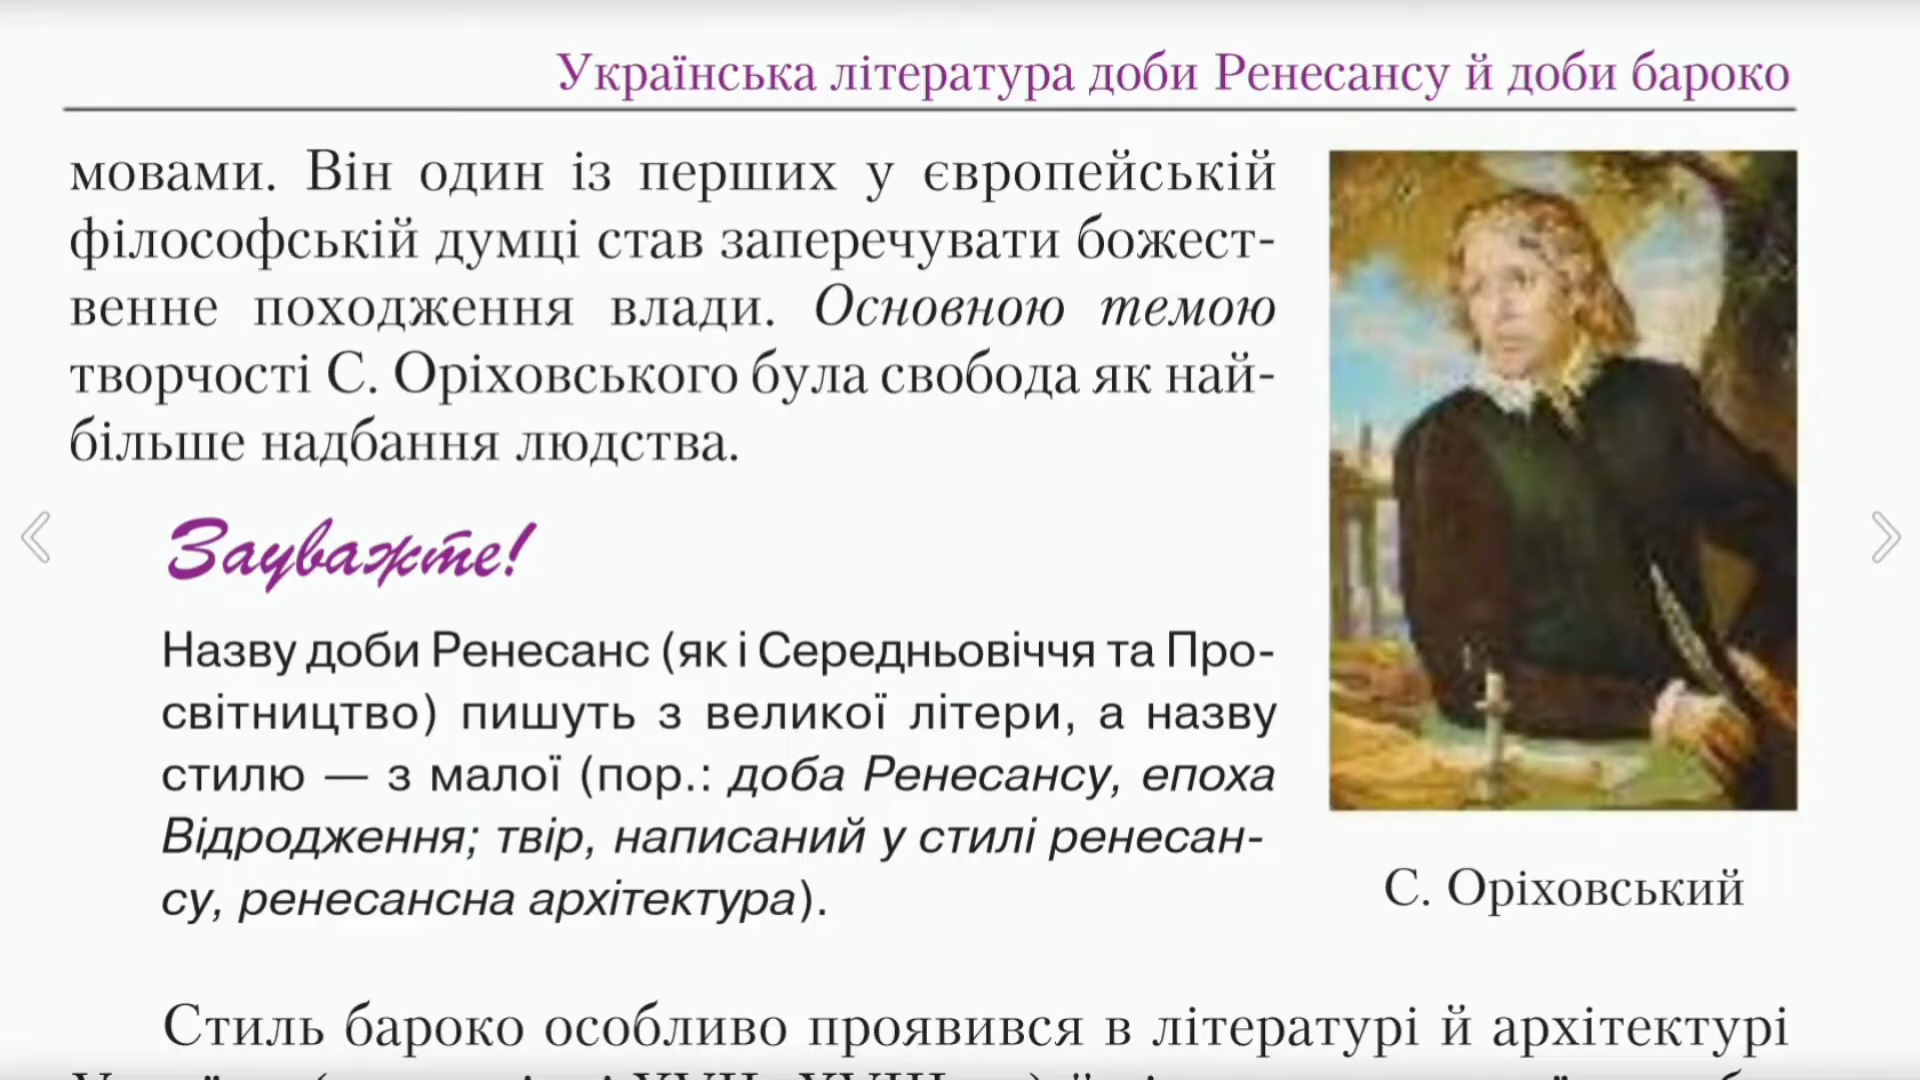 Українська література доби Ренесансу й доби бароко
мовами. Він один із перших у європейській
філософській думці став заперечувати божест-
венне походження влади. Основною темою
творчості С. Оріховського була свобода як най-
більше надбання людства.
Зауважте!
Назву доби Ренесанс (як і Середньовіччя та Про-
світництво) пишуть з великої літери, а назву
стилю — з малої (пор.: доба Ренесансу, епоха
Відродження; твір, написаний у стилі ренесан-
су, ренесансна архітектура).
С. Оріховський
Стиль бароко особливо проявився в літературі й архітектурі